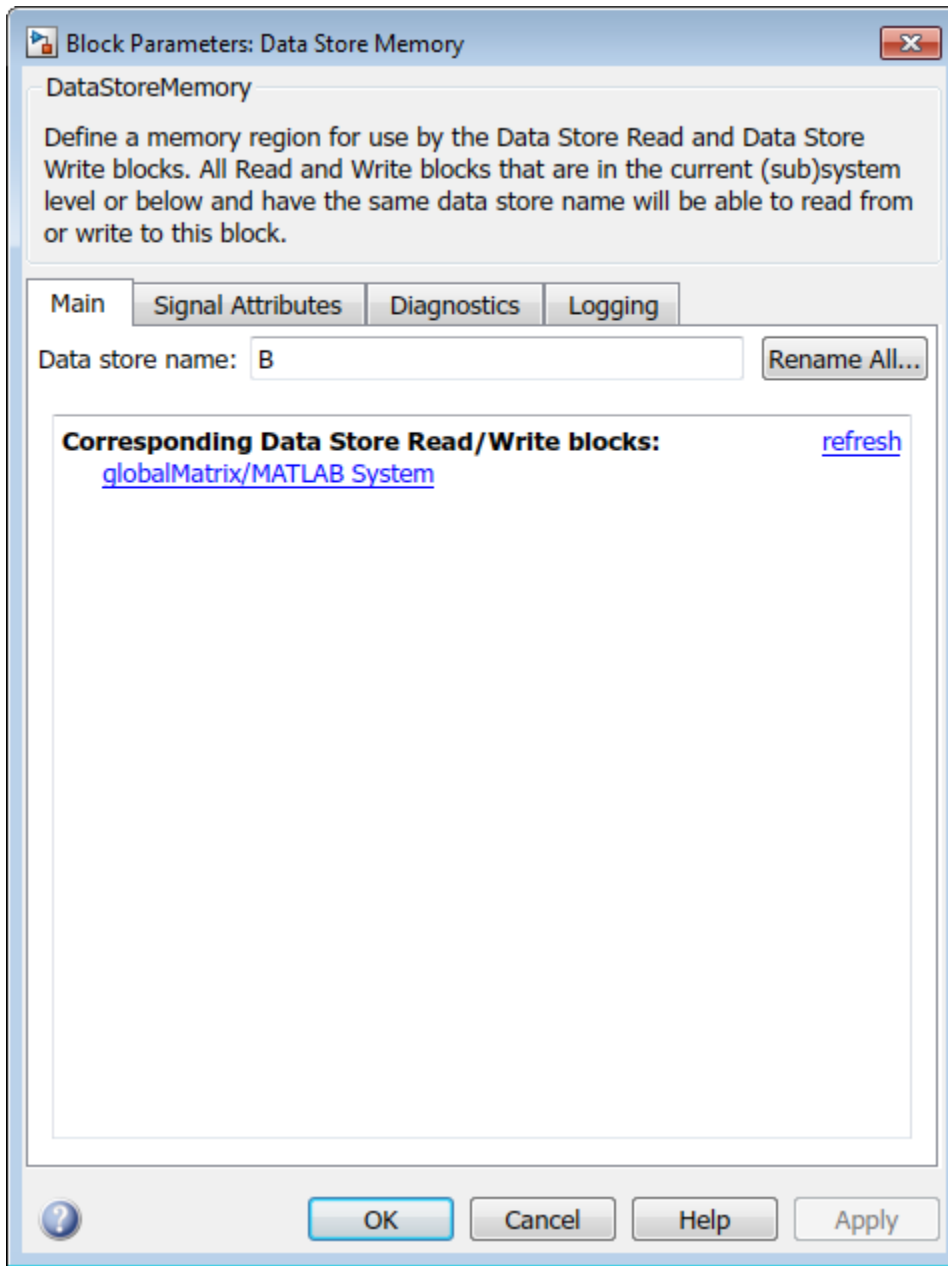 Block Parameters: Data Store Memory
DataStoreMemory
Define a memory region for use by the Data Store Read and Data Store
Write blocks. All Read and Write blocks that are in the current (sub)system
level or below and have the same data store name will be able to read from
or write to this block.
Main Signal Attributes Diagnostics Logging
Data store name: B Rename All...
Corresponding Data Store Read/Write blocks: refresh
globalMatrix/MATLAB System
OK Cancel Help Apply